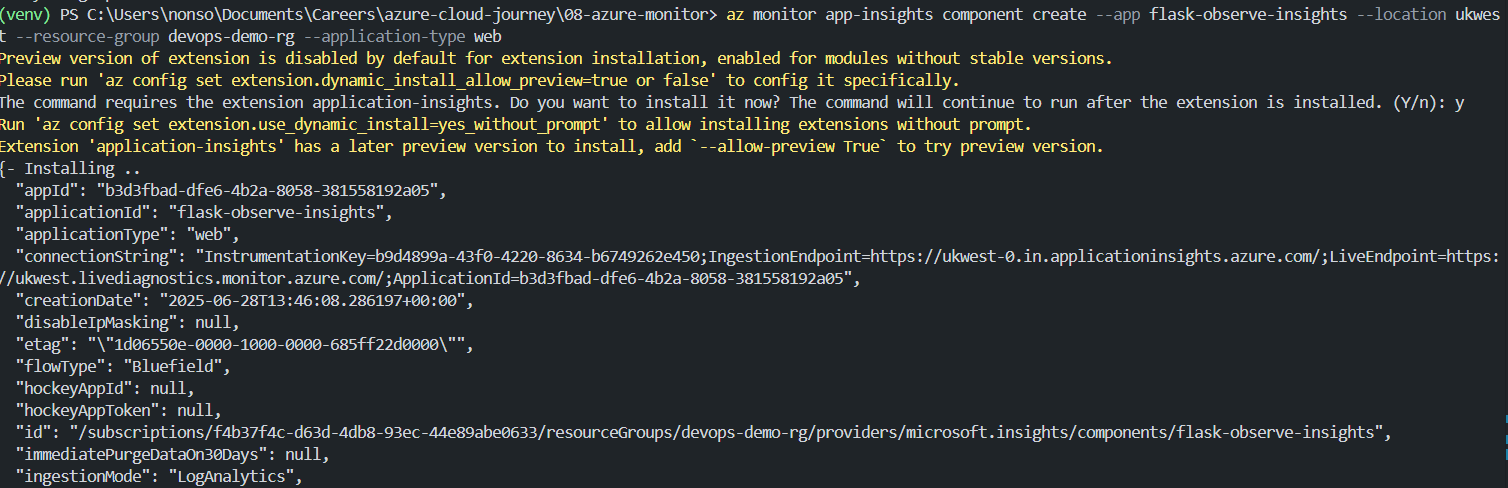 (venv) PS C:\Users\nonso\Documents\Careers\azure-cloud-journey\08-azure-monitor> az monitor app-insights component create --app flask-observe-insights --location ukwes
t --resource-group devops-demo-rg --application-type web
Preview version of extension is disabled by default for extension installation, enabled for modules without stable versions.
Please run 'az config set extension.dynamic_install_allow_preview=true or false' to config it specifically.
The command requires the extension application-insights. Do you want to install it now? The command will continue to run after the extension is installed. (Y/n): y
Run 'az config set extension.use_dynamic_install=yes_without_prompt' to allow installing extensions without prompt.
Extension 'application-insights' has a later preview version to install, add `--allow-preview True` to try preview version.
{- Installing ..
  "appId": "b3d3fbad-dfe6-4b2a-8058-381558192a05",
  "applicationId": "flask-observe-insights",
  "applicationType": "web",
  "connectionString": "InstrumentationKey=b9d4899a-43f0-4220-8634-b6749262e450;IngestionEndpoint=https://ukwest-0.in.applicationinsights.azure.com/;LiveEndpoint=https:
//ukwest.livediagnostics.monitor.azure.com/;ApplicationId=b3d3fbad-dfe6-4b2a-8058-381558192a05",
  "creationDate": "2025-06-28T13:46:08.286197+00:00",
  "disableIpMasking": null,
  "etag": "\"1d06550e-0000-1000-0000-685ff22d0000\"",
  "flowType": "Bluefield",
  "hockeyAppId": null,
  "hockeyAppToken": null,
  "id": "/subscriptions/f4b37f4c-d63d-4db8-93ec-44e89abe0633/resourceGroups/devops-demo-rg/providers/microsoft.insights/components/flask-observe-insights",
  "immediatePurgeDataOn30Days": null,
  "ingestionMode": "LogAnalytics",